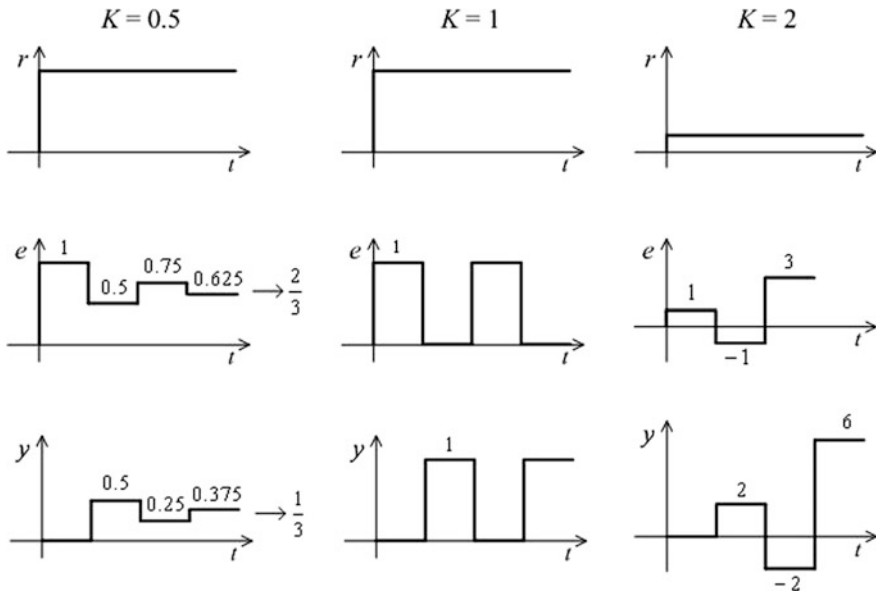 K = 0.5 K = 1 K = 2
r r r
t t t
e 1 0.5 0.75 0.625 → 2/3
e 1
e 1 −1 3
t t t
y 0.5 0.25 0.375 → 1/3
y 1
y 2 −2 6
t t t